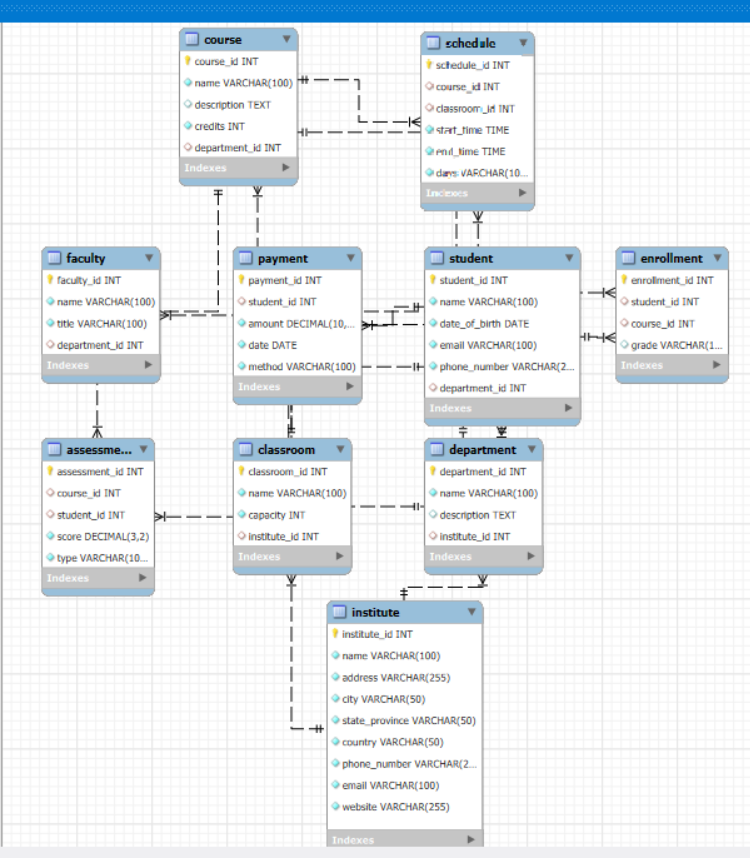 course
course_id INT
name VARCHAR(100)
description TEXT
credits INT
department_id INT
Indexes
schedule
schedule_id INT
course_id INT
classroom_id INT
start_time TIME
end_time TIME
days VARCHAR(10...
Indexes
faculty
faculty_id INT
name VARCHAR(100)
title VARCHAR(100)
department_id INT
Indexes
payment
payment_id INT
student_id INT
amount DECIMAL(10,...
date DATE
method VARCHAR(100)
Indexes
student
student_id INT
name VARCHAR(100)
date_of_birth DATE
email VARCHAR(100)
phone_number VARCHAR(2...
department_id INT
Indexes
enrollment
enrollment_id INT
student_id INT
course_id INT
grade VARCHAR(1...
Indexes
assessme...
assessment_id INT
course_id INT
student_id INT
score DECIMAL(3,2)
type VARCHAR(10...
Indexes
classroom
classroom_id INT
name VARCHAR(100)
capacity INT
institute_id INT
Indexes
department
department_id INT
name VARCHAR(100)
description TEXT
institute_id INT
Indexes
institute
institute_id INT
name VARCHAR(100)
address VARCHAR(255)
city VARCHAR(50)
state_province VARCHAR(50)
country VARCHAR(50)
phone_number VARCHAR(2...
email VARCHAR(100)
website VARCHAR(255)
Indexes